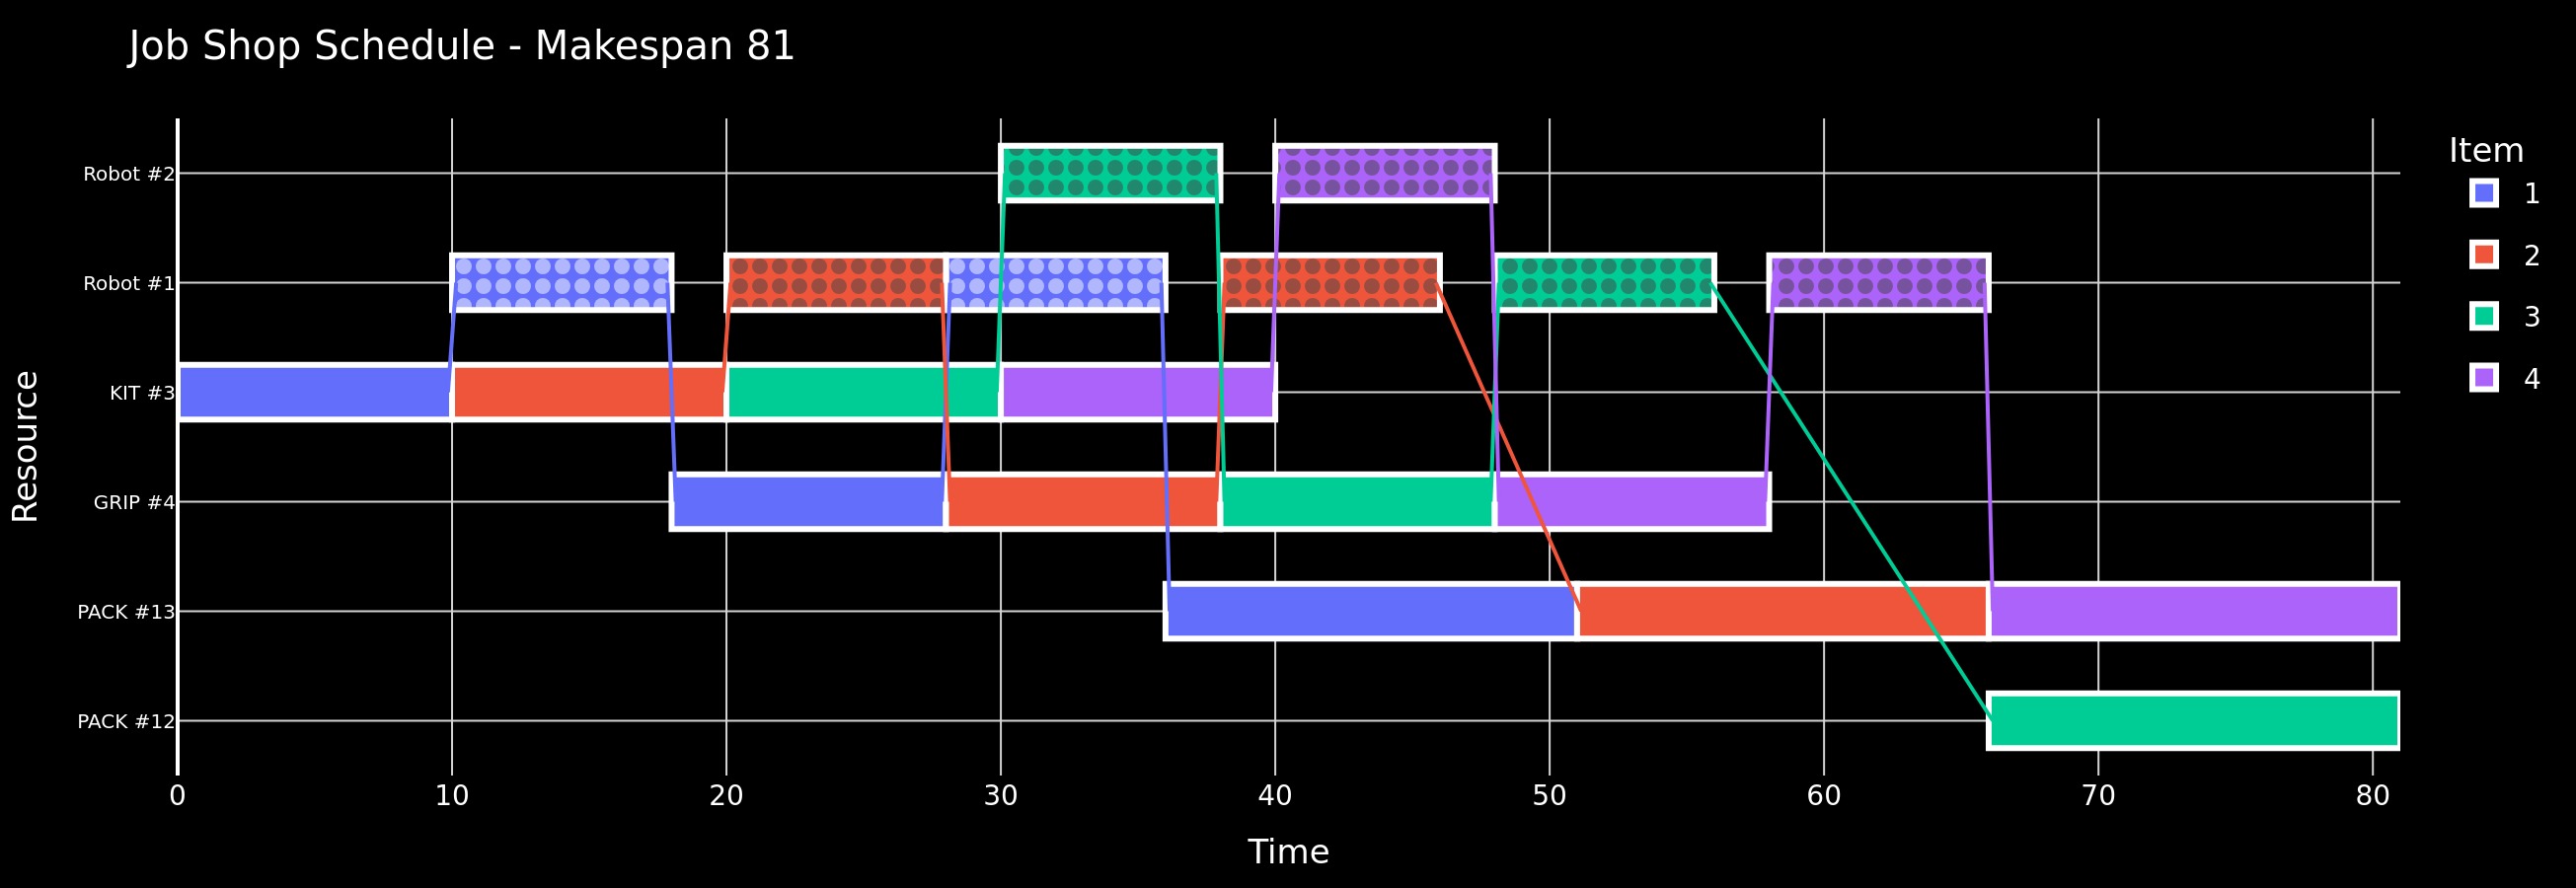 Job Shop Schedule - Makespan 81
Robot #2
Robot #1
KIT #3
GRIP #4
PACK #13
PACK #12
Resource
0 10 20 30 40 50 60 70 80
Time
Item
1
2
3
4